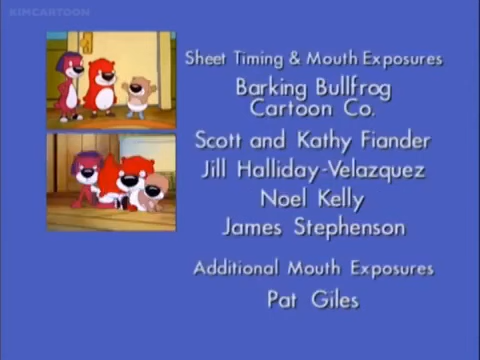 KIMCARTOON
Sheet Timing & Mouth Exposures
Barking Bullfrog
Cartoon Co.
Scott and Kathy Fiander
Jill Halliday-Velazquez
Noel Kelly
James Stephenson
Additional Mouth Exposures
Pat Giles